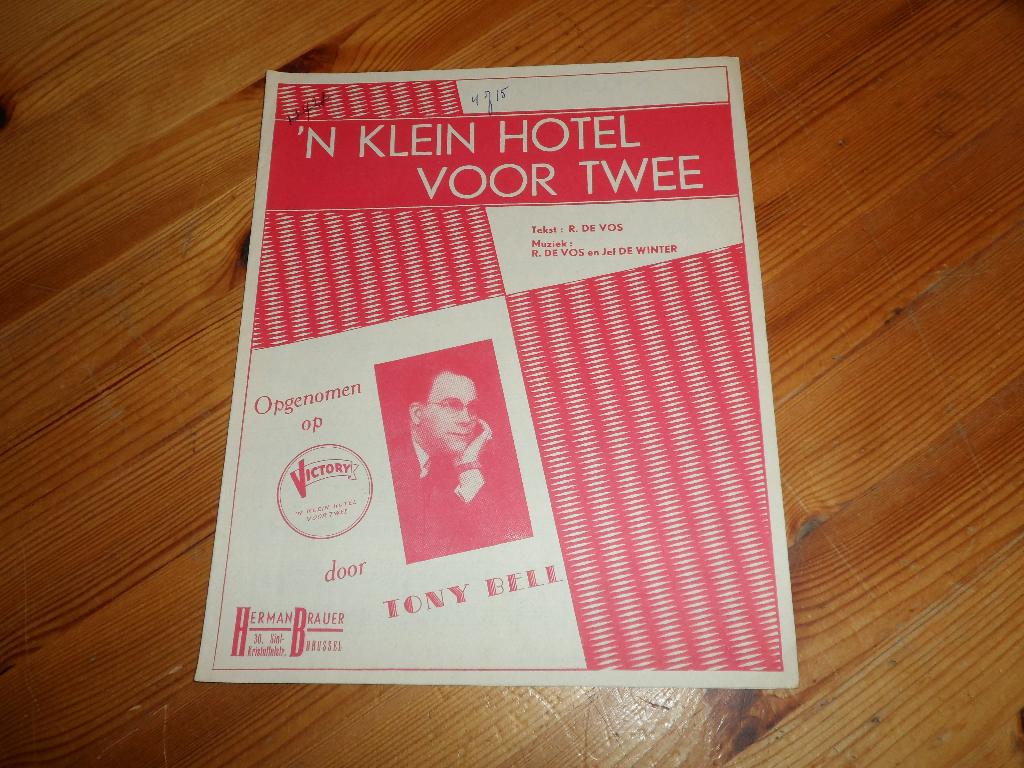 'N KLEIN HOTEL
VOOR TWEE
Tekst : R. DE VOS
Muziek :
R. DE VOS en Jef DE WINTER
Opgenomen
op
VICTORY
'N KLEIN HOTEL
VOOR TWEE
door
TONY BELL
HERMAN BRAUER
30, Sint-
Kristoffelstr. BRUSSEL